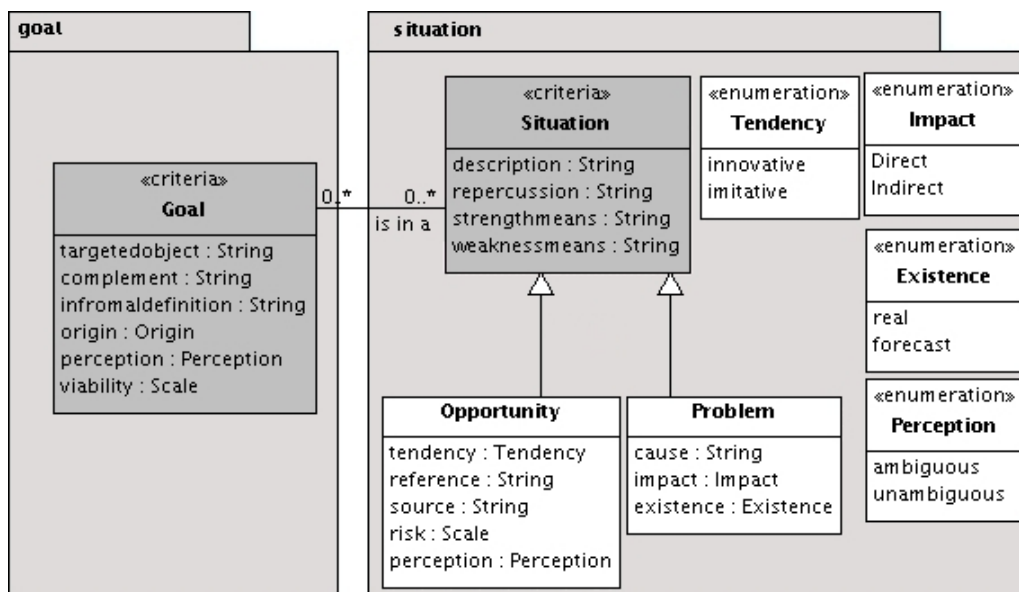 goal
«criteria»
Goal
targetedobject : String
complement : String
infromaldefinition : String
origin : Origin
perception : Perception
viability : Scale
0..*
0..*
is in a
situation
«criteria»
Situation
description : String
repercussion : String
strengthmeans : String
weaknessmeans : String
«enumeration»
Tendency
innovative
imitative
«enumeration»
Impact
Direct
Indirect
«enumeration»
Existence
real
forecast
«enumeration»
Perception
ambiguous
unambiguous
Opportunity
tendency : Tendency
reference : String
source : String
risk : Scale
perception : Perception
Problem
cause : String
impact : Impact
existence : Existence